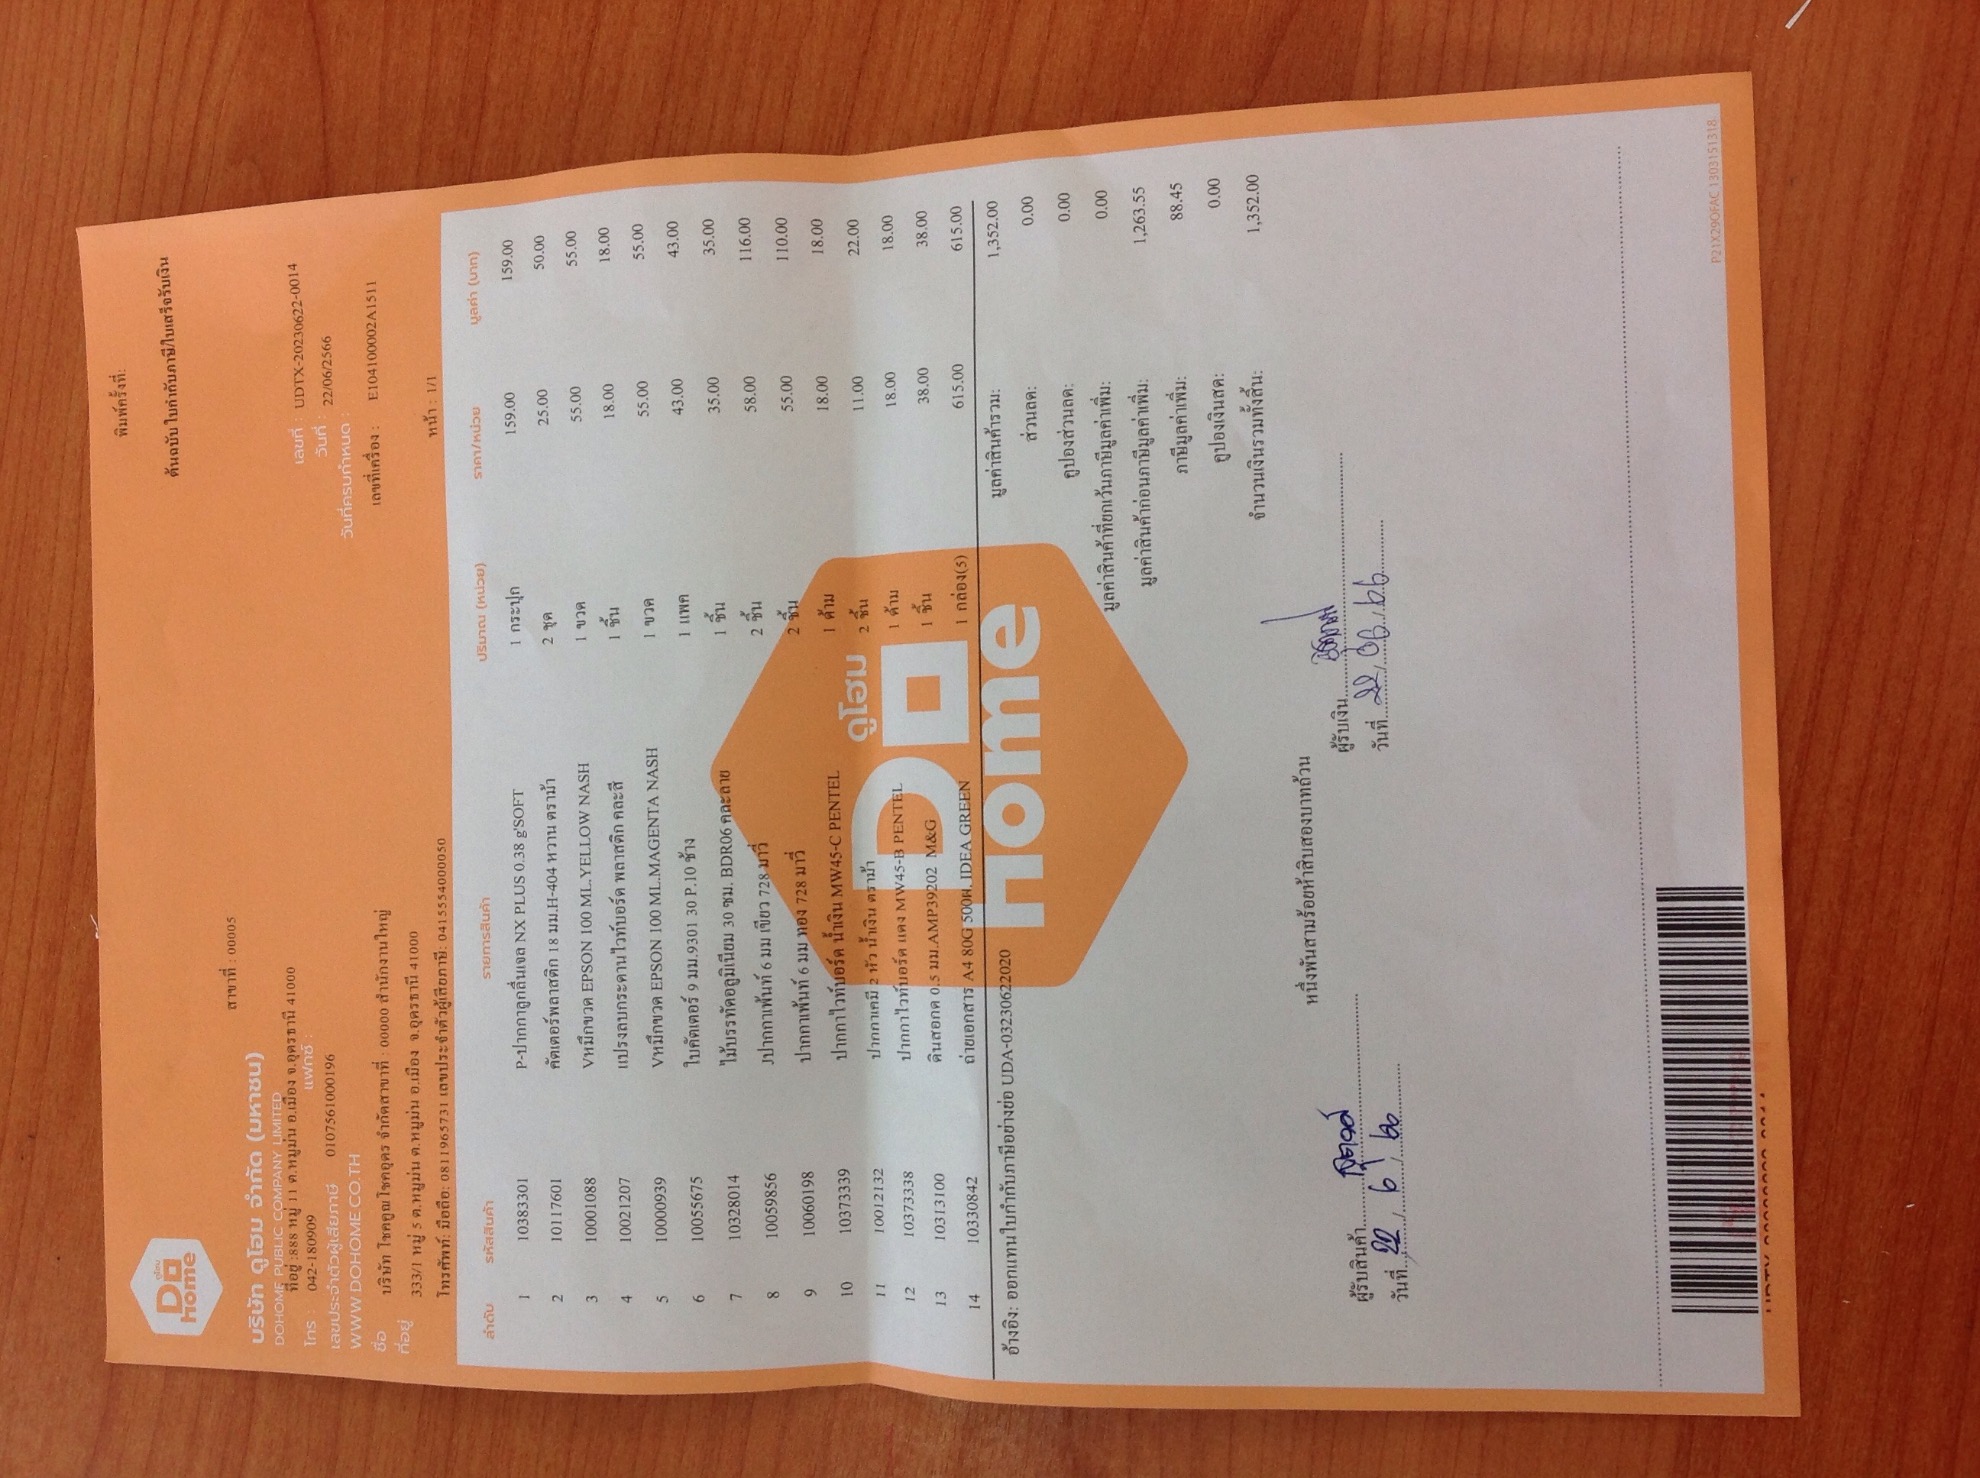 ดูโฮม
DO
Home
พิมพ์ครั้งที่:
สาขาที่ : 00005
ต้นฉบับใบกำกับภาษี/ใบเสร็จรับเงิน
บริษัท ดูโฮม จำกัด (มหาชน)
DOHOME PUBLIC COMPANY LIMITED
ที่อยู่ :888 หมู่ 11 ต.หมูม่น อ.เมือง จ.อุดรธานี 41000
เลขที่ : UDTX-20230622-0014
โทร : 042-180909 แฟกซ์ :
วันที่ : 22/06/2566
เลขประจำตัวผู้เสียภาษี 0107561000196
วันที่ครบกำหนด :
WWW.DOHOME.CO.TH
เลขที่เครื่อง : E104100002A1511
ชื่อ บริษัท โชคคูณโชคอุดร จำกัดสาขาที่ : 00000 สำนักงานใหญ่
ที่อยู่ 333/1 หมู่ 5 ต.หมูม่น ต.หมูม่น อ.เมือง จ.อุดรธานี 41000
หน้า : 1/1
โทรศัพท์: มือถือ: 0811965731 เลขประจำตัวผู้เสียภาษี: 0415554000050
ลำดับ รหัสสินค้า รายการสินค้า ปริมาณ (หน่วย) ราคา/หน่วย มูลค่า (บาท)
1 10383301 P-ปากกาลูกลื่นเจล NX PLUS 0.38 g'SOFT 1 กระปุก 159.00 159.00
2 10117601 คัตเตอร์พลาสติก 18 มม.H-404 หวาน ตราม้า 2 ชุด 25.00 50.00
3 10001088 Vหมึกขวด EPSON 100 ML.YELLOW NASH 1 ขวด 55.00 55.00
4 10021207 แปรงลบกระดานไวท์บอร์ด พลาสติก คละสี 1 ชิ้น 18.00 18.00
5 10000939 Vหมึกขวด EPSON 100 ML.MAGENTA NASH 1 ขวด 55.00 55.00
6 10055675 ใบคัตเตอร์ 9 มม.9301 30 P.10 ช้าง 1 แพค 43.00 43.00
7 10328014 ไม้บรรทัดอลูมิเนียม 30 ซม. BDR06 คละลาย 1 ชิ้น 35.00 35.00
8 10059856 Jปากกาเพ้นท์ 6 มม เขียว 728 มาวี่ 2 ชิ้น 58.00 116.00
9 10060198 ปากกาเพ้นท์ 6 มม ทอง 728 มาวี่ 2 ชิ้น 55.00 110.00
10 10373339 ปากกาไวท์บอร์ด น้ำเงิน MW45-C PENTEL 1 ด้าม 18.00 18.00
11 10012132 ปากกาเคมี 2 หัว น้ำเงิน ตราม้า 2 ชิ้น 11.00 22.00
12 10373338 ปากกาไวท์บอร์ด แดง MW45-B PENTEL 1 ด้าม 18.00 18.00
13 10313100 ดินสอกด 0.5 มม.AMP39202 M&G 1 ชิ้น 38.00 38.00
14 10330842 ถ่ายเอกสาร A4 80G 500ผ. IDEA GREEN 1 กล่อง(5) 615.00 615.00
ดูโฮม
DO
Home
อ้างอิง: ออกแทนใบกำกับภาษีอย่างย่อ UDA-0323062​2020
มูลค่าสินค้ารวม: 1,352.00
ส่วนลด: 0.00
คูปองส่วนลด: 0.00
มูลค่าสินค้าที่ยกเว้นภาษีมูลค่าเพิ่ม: 0.00
มูลค่าสินค้าก่อนภาษีมูลค่าเพิ่ม: 1,263.55
ภาษีมูลค่าเพิ่ม: 88.45
คูปองเงินสด: 0.00
จำนวนเงินรวมทั้งสิ้น: 1,352.00
หนึ่งพันสามร้อยห้าสิบสองบาทถ้วน
ผู้รับสินค้า ผู้รับเงิน
วันที่ 22 / 6 / วันที่ 22 / 06 / 66
P21X29OFAC 1303151318